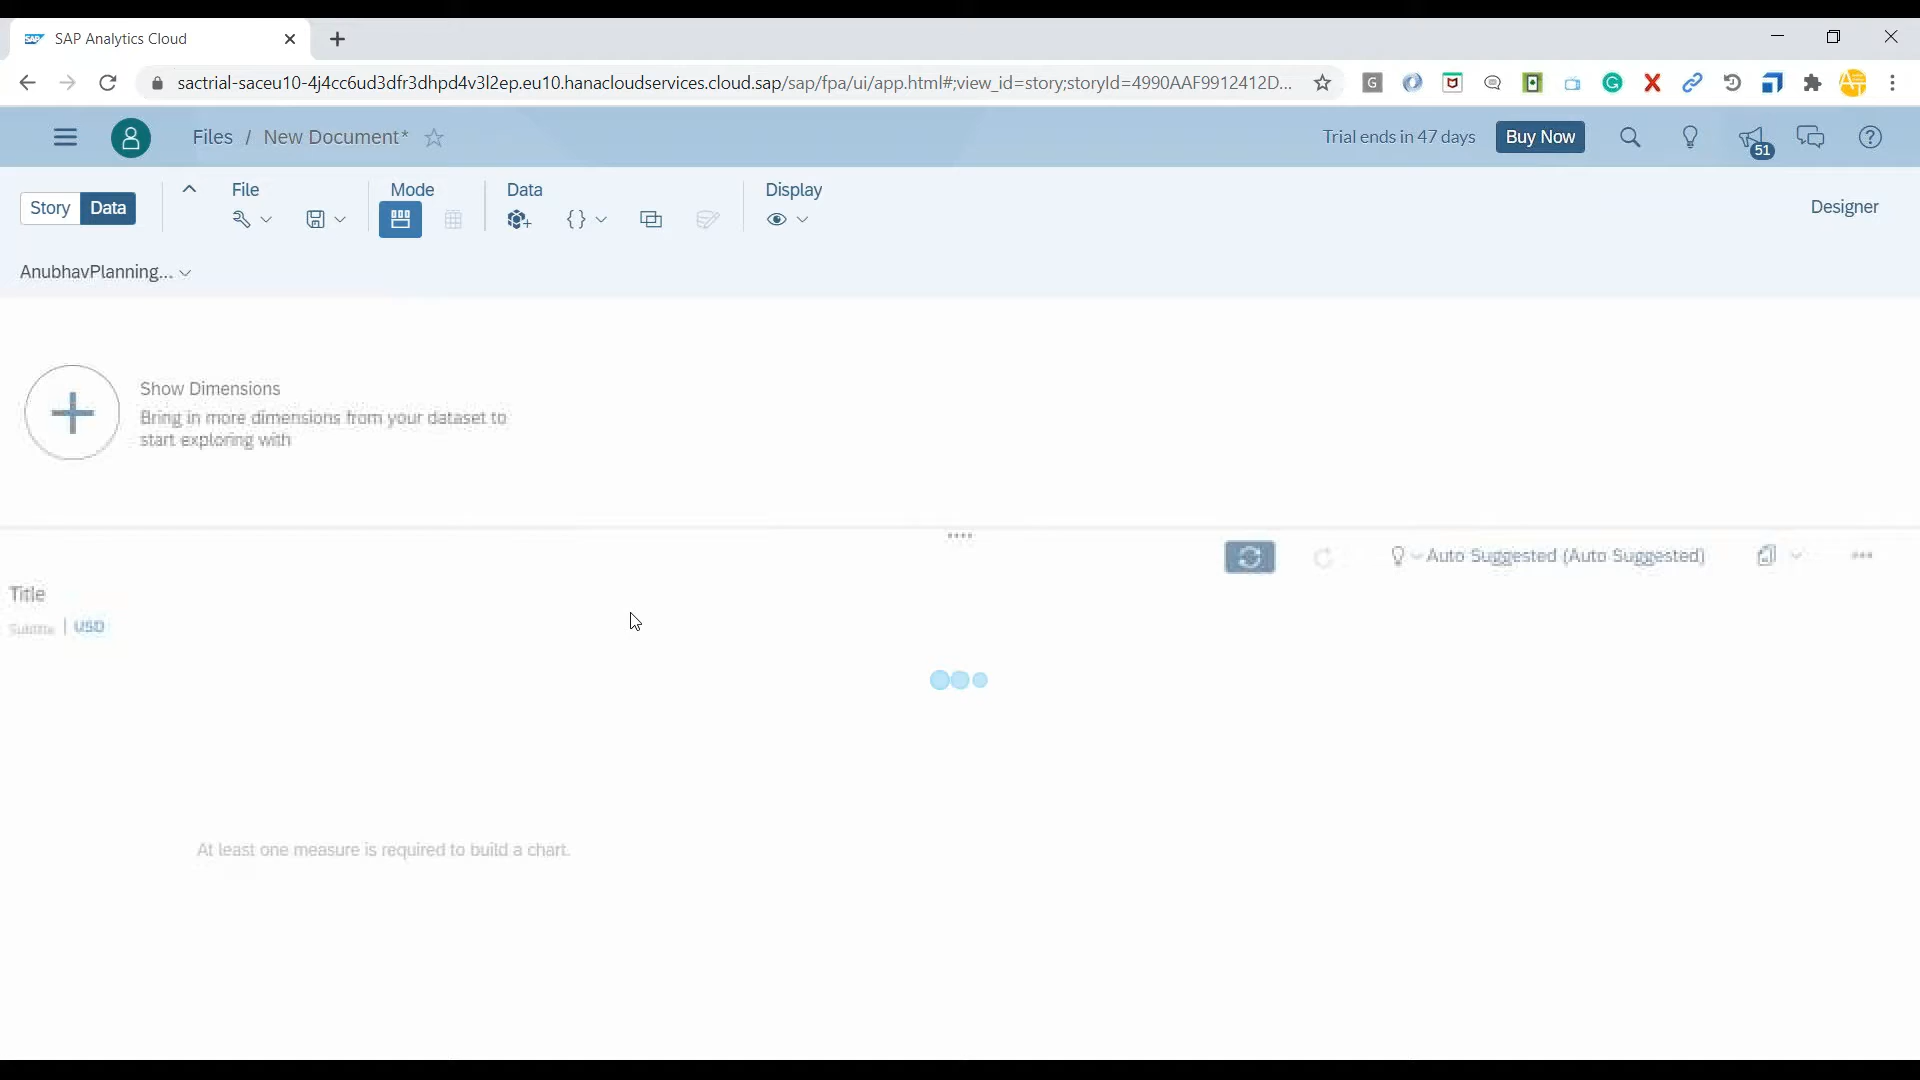 SAP Analytics Cloud
sactrial-saceu10-4j4cc6ud3dfr3dhpd4v3l2ep.eu10.hanacloudservices.cloud.sap/sap/fpa/ui/app.html#;view_id=story;storyId=4990AAF9912412D...
Files / New Document*
Trial ends in 47 days
Buy Now
51
Story
Data
File
Mode
Data
Display
Designer
AnubhavPlanning...
Show Dimensions
Bring in more dimensions from your dataset to
start exploring with
Auto Suggested (Auto Suggested)
Title
Subtitle | USD
At least one measure is required to build a chart.